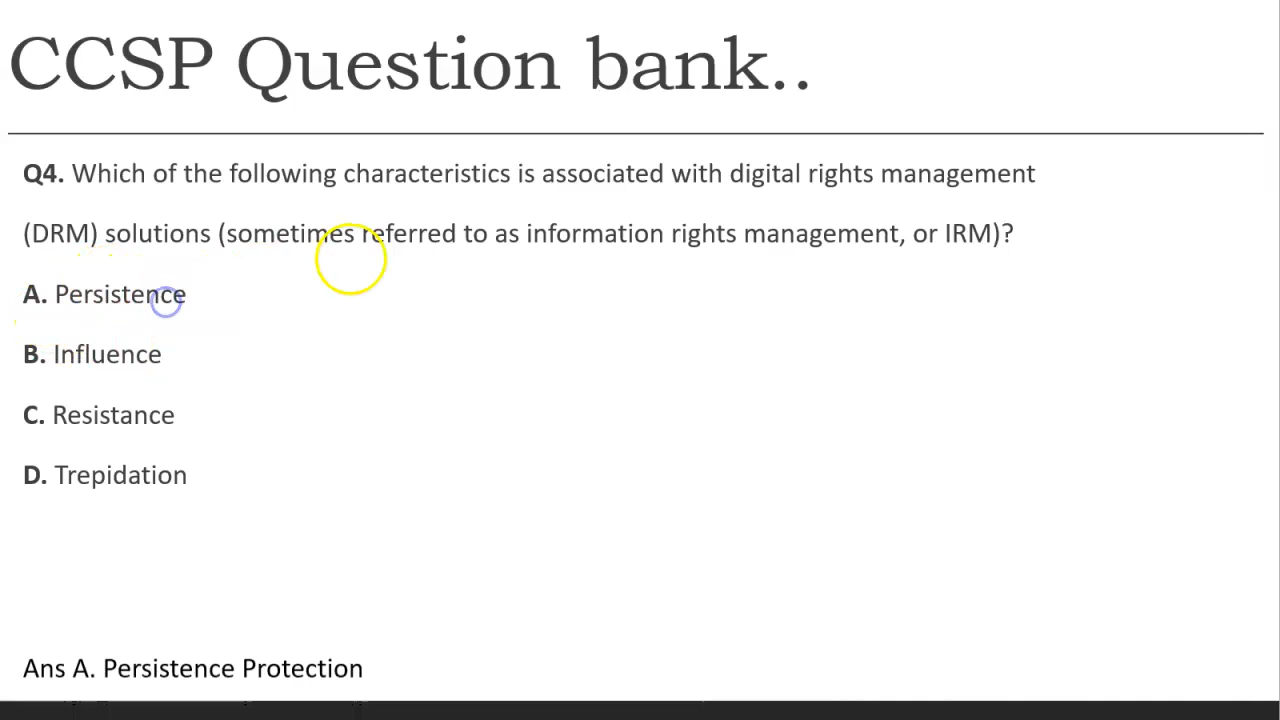 CCSP Question bank..
Q4. Which of the following characteristics is associated with digital rights management
(DRM) solutions (sometimes referred to as information rights management, or IRM)?
A. Persistence
B. Influence
C. Resistance
D. Trepidation
Ans A. Persistence Protection